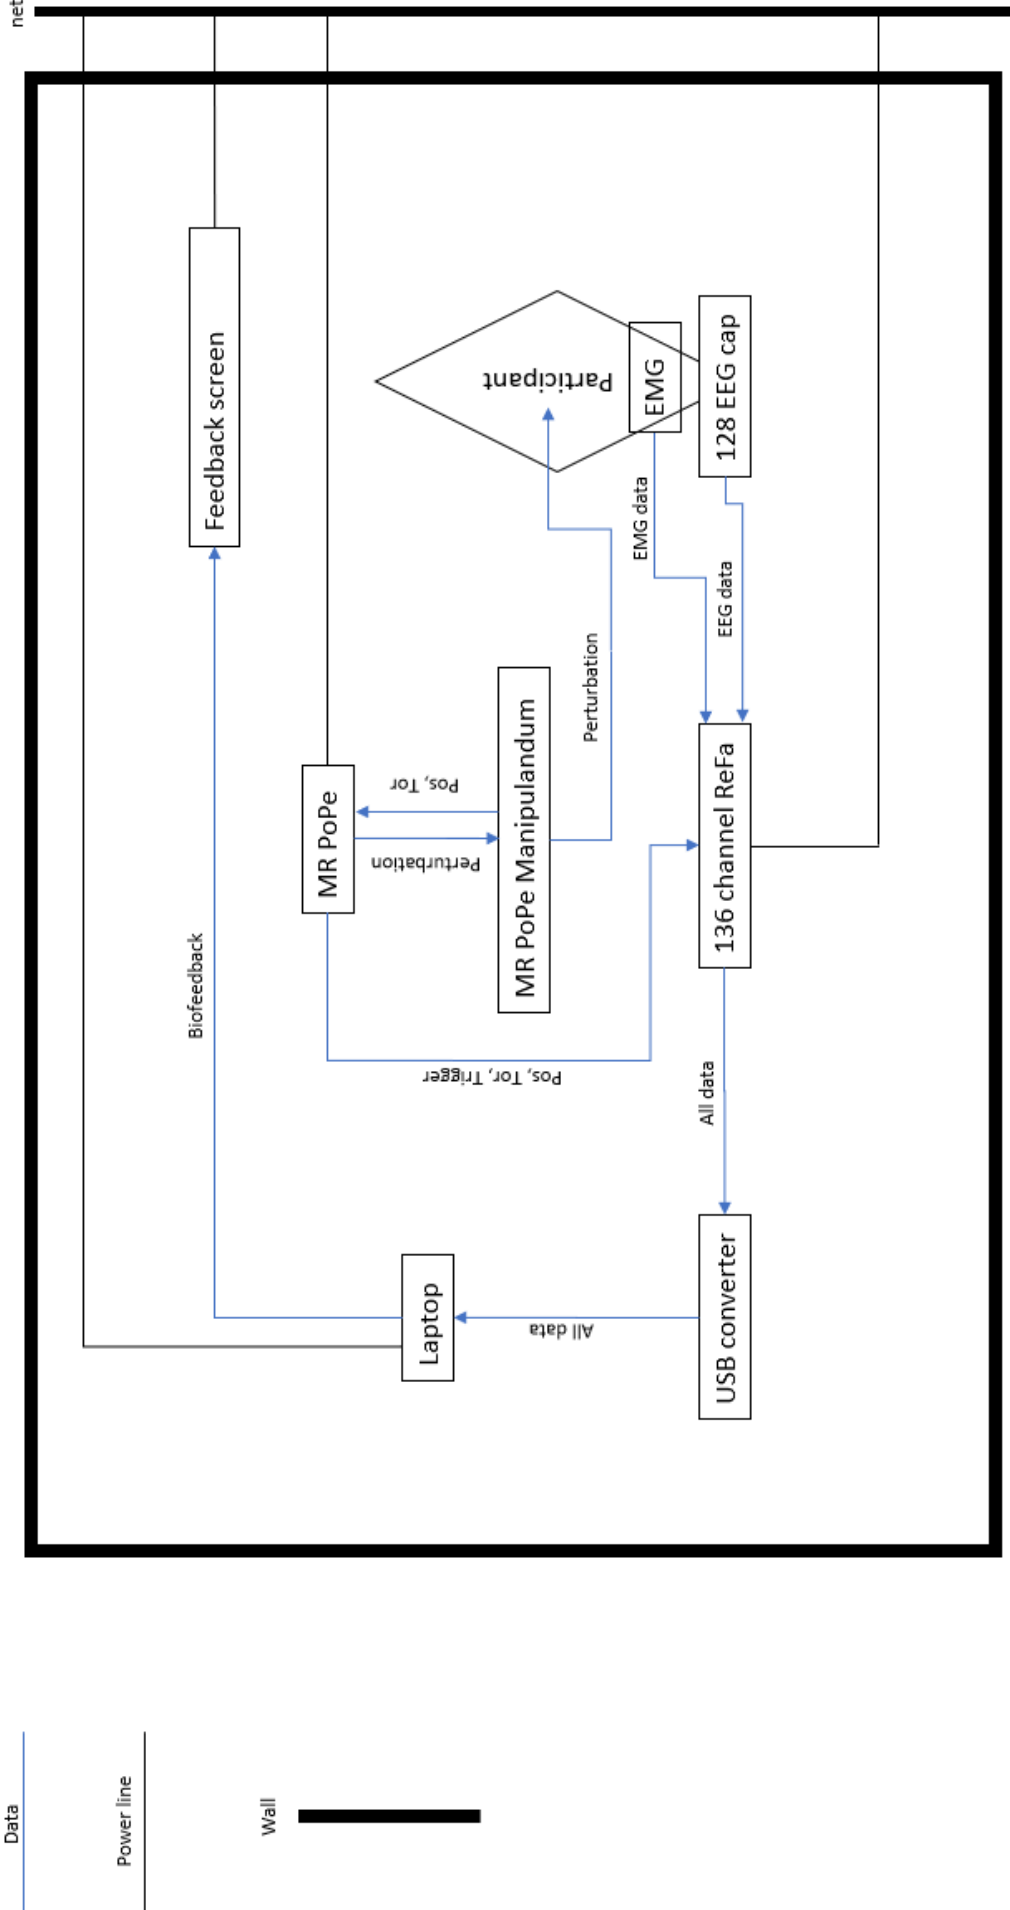 net
Feedback screen
Participant
EMG
128 EEG cap
EMG data
EEG data
Perturbation
MR PoPe
Pos, Tor
Perturbation
MR PoPe Manipulandum
136 channel ReFa
Biofeedback
Pos, Tor, Trigger
All data
Laptop
All data
USB converter
Data
Power line
Wall